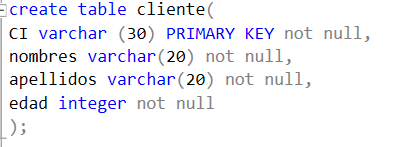 create table cliente(
CI varchar (30) PRIMARY KEY not null,
nombres varchar(20) not null,
apellidos varchar(20) not null,
edad integer not null
);